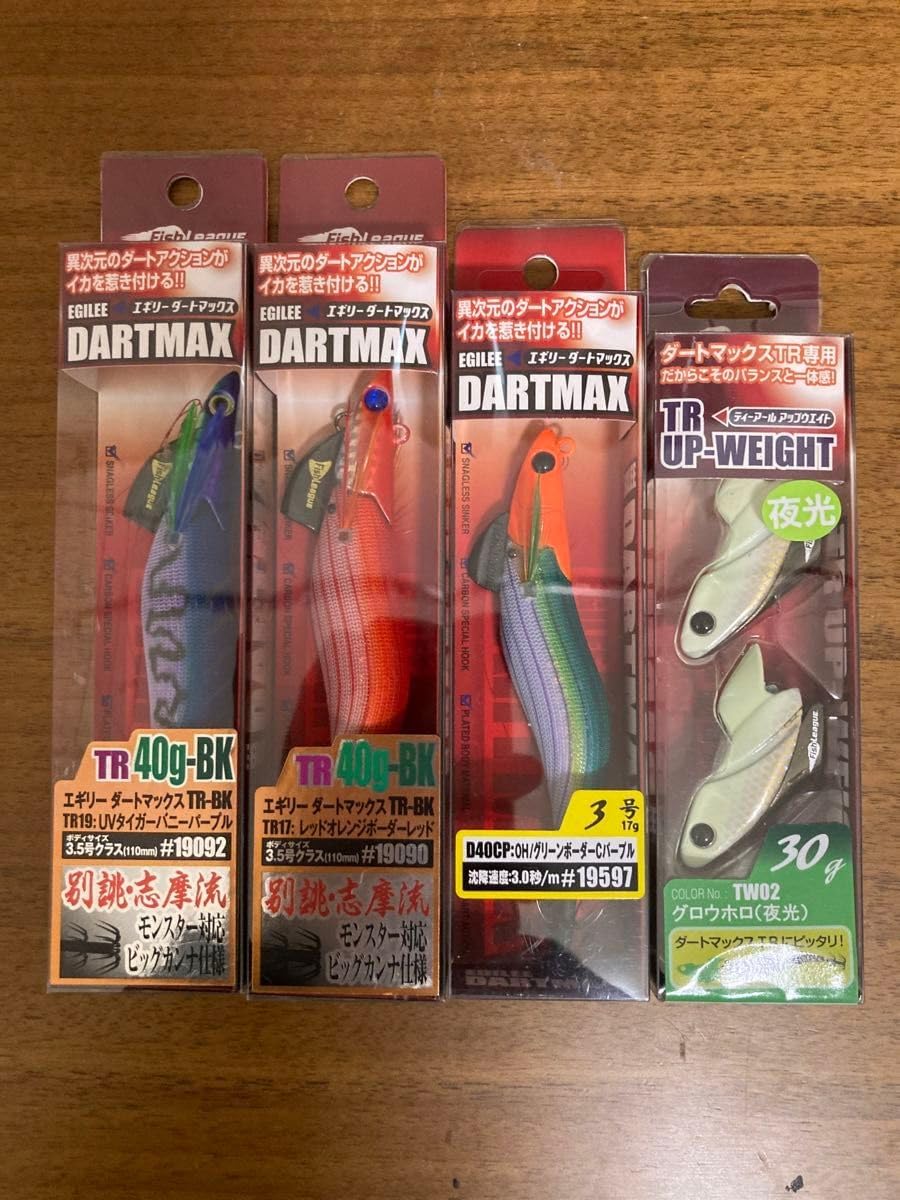 FishLeague
異次元のダートアクションが
イカを惹き付ける!!
EGILEE エギリーダートマックス
DARTMAX
SNAGLESS SINKER
CARBON SPECIAL HOOK
FishLeague
TR 40g-BK
エギリー ダートマックス TR-BK
TR19: UVタイガーバニーパープル
ボディサイズ
3.5号クラス(110mm) #19092
別誂・志摩流
モンスター対応
ビッグカンナ仕様
FishLeague
異次元のダートアクションが
イカを惹き付ける!!
EGILEE エギリーダートマックス
DARTMAX
SNAGLESS SINKER
CARBON SPECIAL HOOK
FishLeague
TR 40g-BK
エギリー ダートマックス TR-BK
TR17: レッドオレンジボーダーレッド
ボディサイズ
3.5号クラス(110mm) #19090
別誂・志摩流
モンスター対応
ビッグカンナ仕様
異次元のダートアクションが
イカを惹き付ける!!
EGILEE エギリーダートマックス
DARTMAX
SNAGLESS SINKER
CARBON SPECIAL HOOK
PLATED BODY MATERIAL
3号
17g
D40CP:OH/グリーンボーダーCパープル
沈降速度:3.0秒/m #19597
ダートマックスTR専用
だからこそのバランスと一体感!
TR ティーアール アップウエイト
UP-WEIGHT
夜光
FishLeague
30g
COLOR No.: TW02
グロウホロ(夜光)
ダートマックスTRにピッタリ!